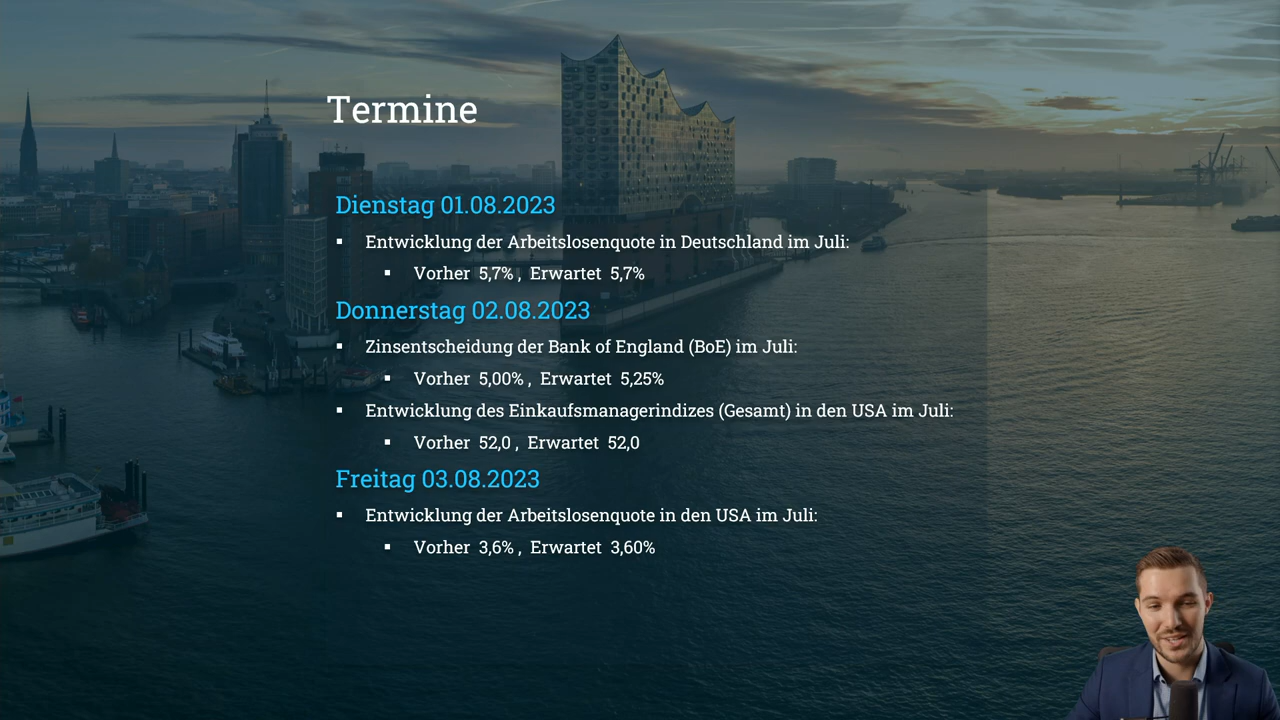 Termine
Dienstag 01.08.2023
▪ Entwicklung der Arbeitslosenquote in Deutschland im Juli:
▪ Vorher 5,7% , Erwartet 5,7%
Donnerstag 02.08.2023
▪ Zinsentscheidung der Bank of England (BoE) im Juli:
▪ Vorher 5,00% , Erwartet 5,25%
▪ Entwicklung des Einkaufsmanagerindizes (Gesamt) in den USA im Juli:
▪ Vorher 52,0 , Erwartet 52,0
Freitag 03.08.2023
▪ Entwicklung der Arbeitslosenquote in den USA im Juli:
▪ Vorher 3,6% , Erwartet 3,60%